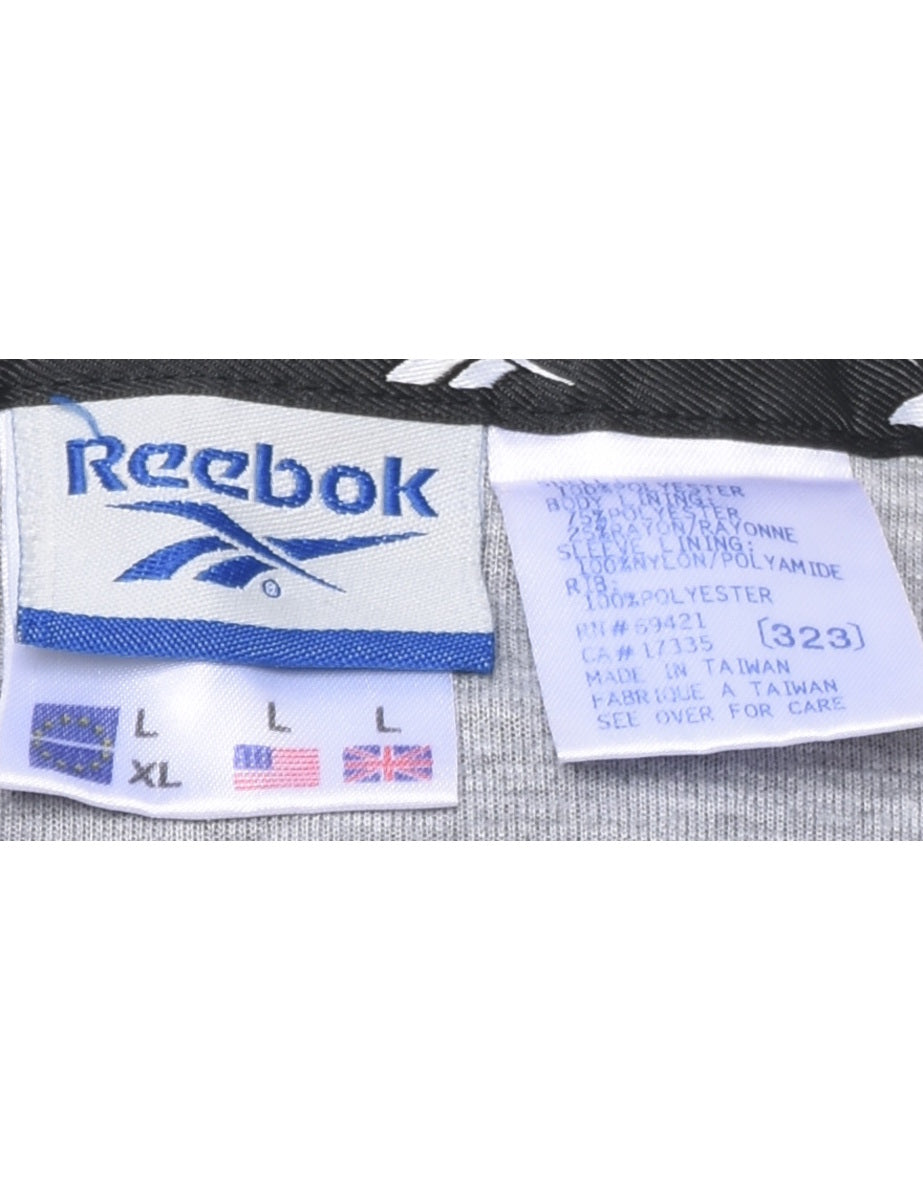 Reebok
L L L
XL
100%POLYESTER
BODY LINING:
75%POLYESTER
25%RAYON/RAYONNE
SLEEVE LINING:
100%NYLON/POLYAMIDE
RIB:
100%POLYESTER
RN#69421
CA#17335 (323)
MADE IN TAIWAN
FABRIQUE A TAIWAN
SEE OVER FOR CARE